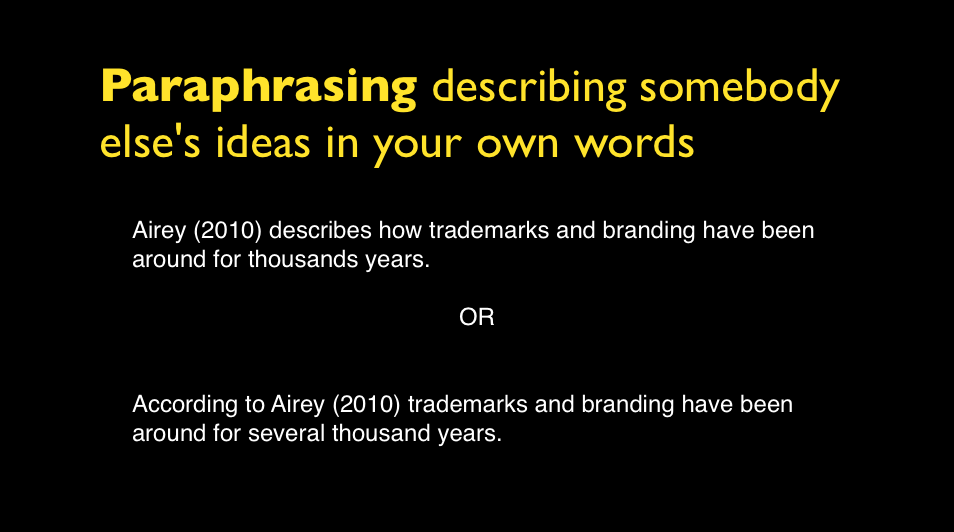 Paraphrasing describing somebody
else's ideas in your own words
Airey (2010) describes how trademarks and branding have been
around for thousands years.
OR
According to Airey (2010) trademarks and branding have been
around for several thousand years.